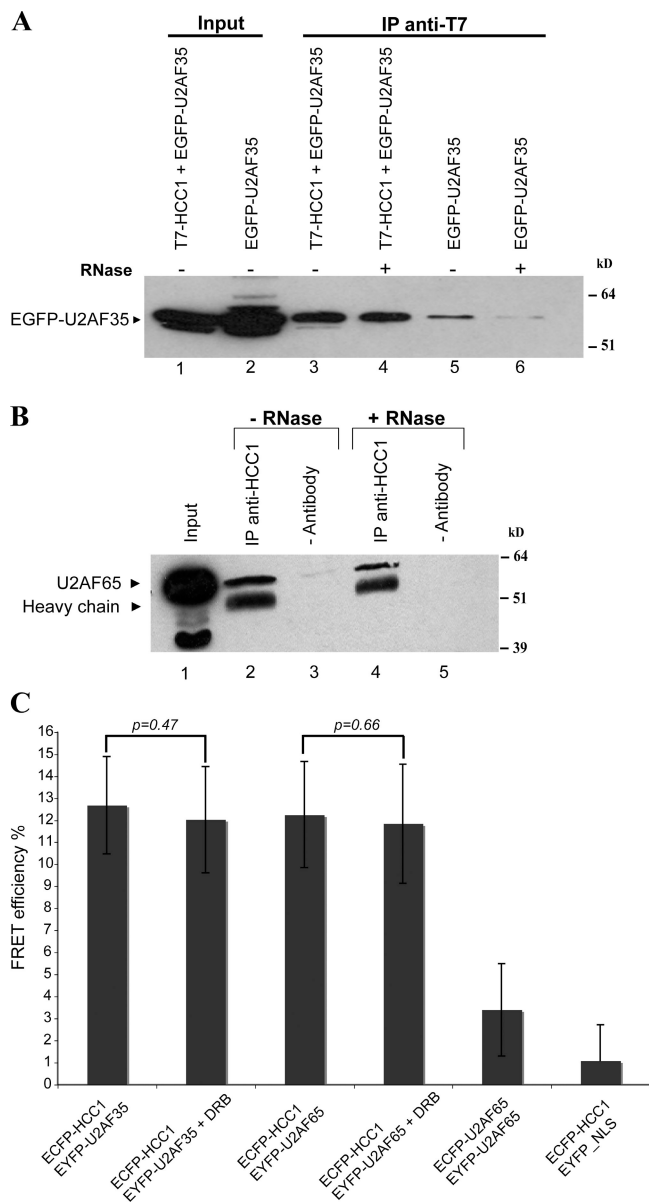 A
Input
IP anti-T7
T7-HCC1 + EGFP-U2AF35
EGFP-U2AF35
T7-HCC1 + EGFP-U2AF35
T7-HCC1 + EGFP-U2AF35
EGFP-U2AF35
EGFP-U2AF35
RNase
- - - + - +
kD
EGFP-U2AF35
- 64
- 51
1 2 3 4 5 6
B
- RNase
+ RNase
Input
IP anti-HCC1
- Antibody
IP anti-HCC1
- Antibody
kD
U2AF65
Heavy chain
- 64
- 51
- 39
1 2 3 4 5
C
p=0.47
p=0.66
FRET efficiency %
16
15
14
13
12
11
10
9
8
7
6
5
4
3
2
1
0
ECFP-HCC1
EYFP-U2AF35
ECFP-HCC1
EYFP-U2AF35 + DRB
ECFP-HCC1
EYFP-U2AF65
ECFP-HCC1
EYFP-U2AF65 + DRB
ECFP-U2AF65
EYFP-U2AF65
ECFP-HCC1
EYFP_NLS